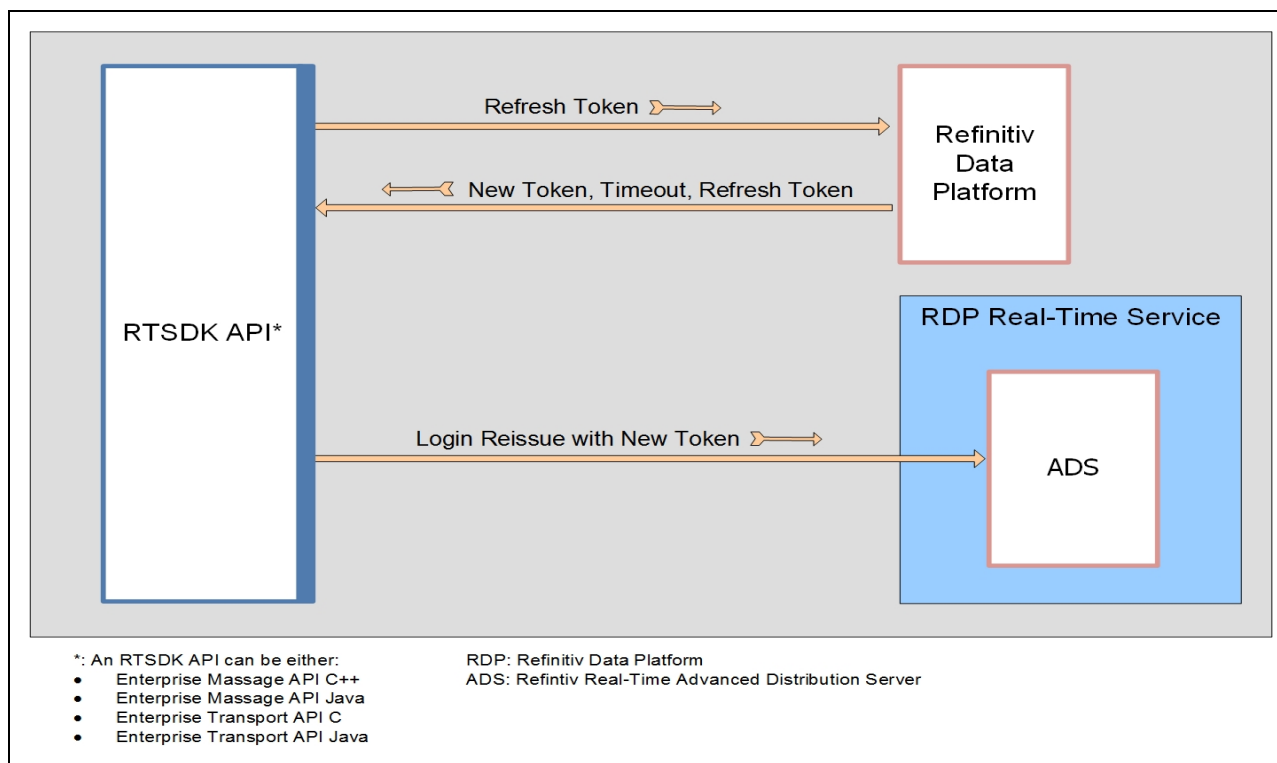 Refresh Token
Refinitiv
Data
Platform
New Token, Timeout, Refresh Token
RTSDK API*
RDP Real-Time Service
Login Reissue with New Token
ADS
*: An RTSDK API can be either:
● Enterprise Massage API C++
● Enterprise Massage API Java
● Enterprise Transport API C
● Enterprise Transport API Java
RDP: Refinitiv Data Platform
ADS: Refintiv Real-Time Advanced Distribution Server